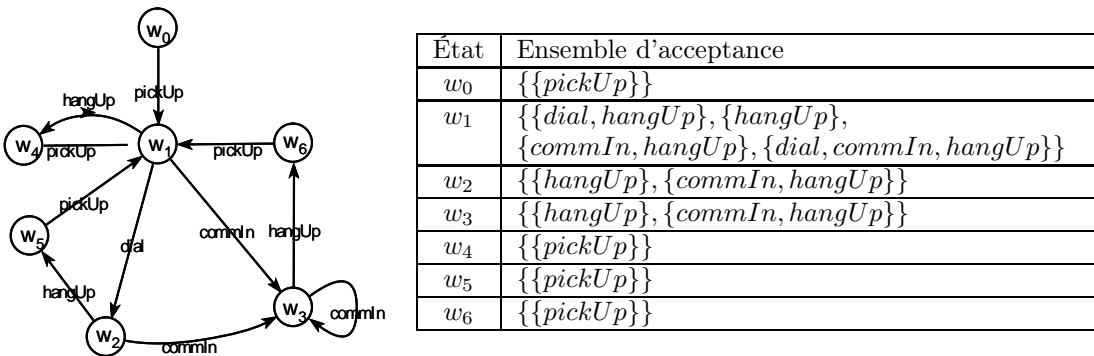 w0
pickUp
hangUp
w4
pickUp
w1
pickUp
w6
pickUp
w5
dial
commIn
hangUp
hangUp
w2
commIn
w3
commIn
État Ensemble d'acceptance
w0 {{pickUp}}
w1 {{dial, hangUp}, {hangUp},
{commIn, hangUp}, {dial, commIn, hangUp}}
w2 {{hangUp}, {commIn, hangUp}}
w3 {{hangUp}, {commIn, hangUp}}
w4 {{pickUp}}
w5 {{pickUp}}
w6 {{pickUp}}